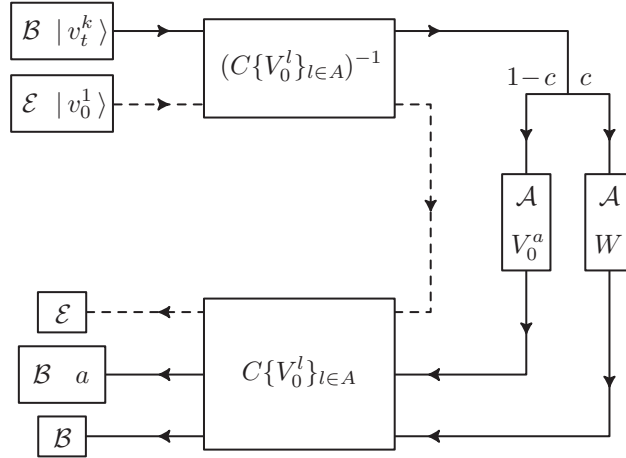 B |v_t^k⟩
(C{V_0^l}_{l∈A})^{-1}
1−c c
E |v_0^1⟩
A A
V_0^a W
E
C{V_0^l}_{l∈A}
B a
B